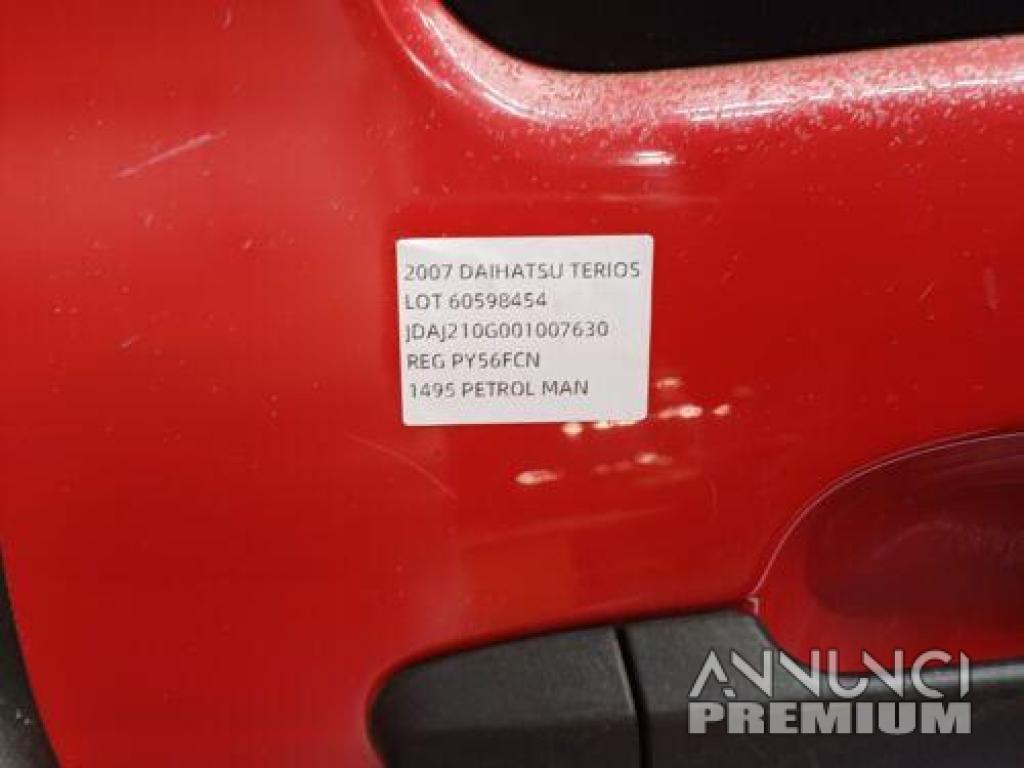 2007 DAIHATSU TERIOS
LOT 60598454
JDAJ210G001007630
REG PY56FCN
1495 PETROL MAN
ANNUNCI
PREMIUM